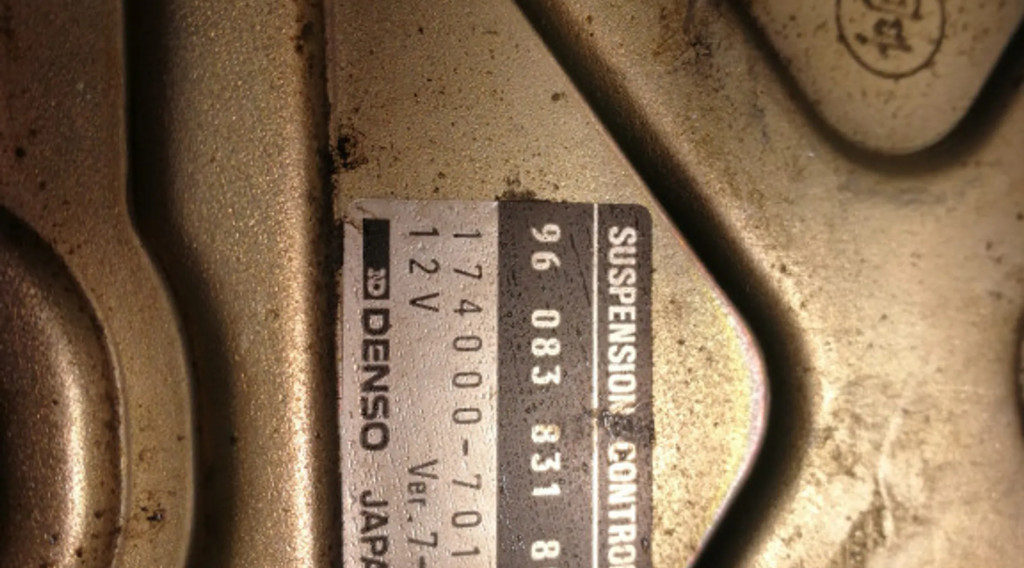 SUSPENSION CONTRO
96 083 831 8
174000-701
12V Ver.7-
DENSO JAPA